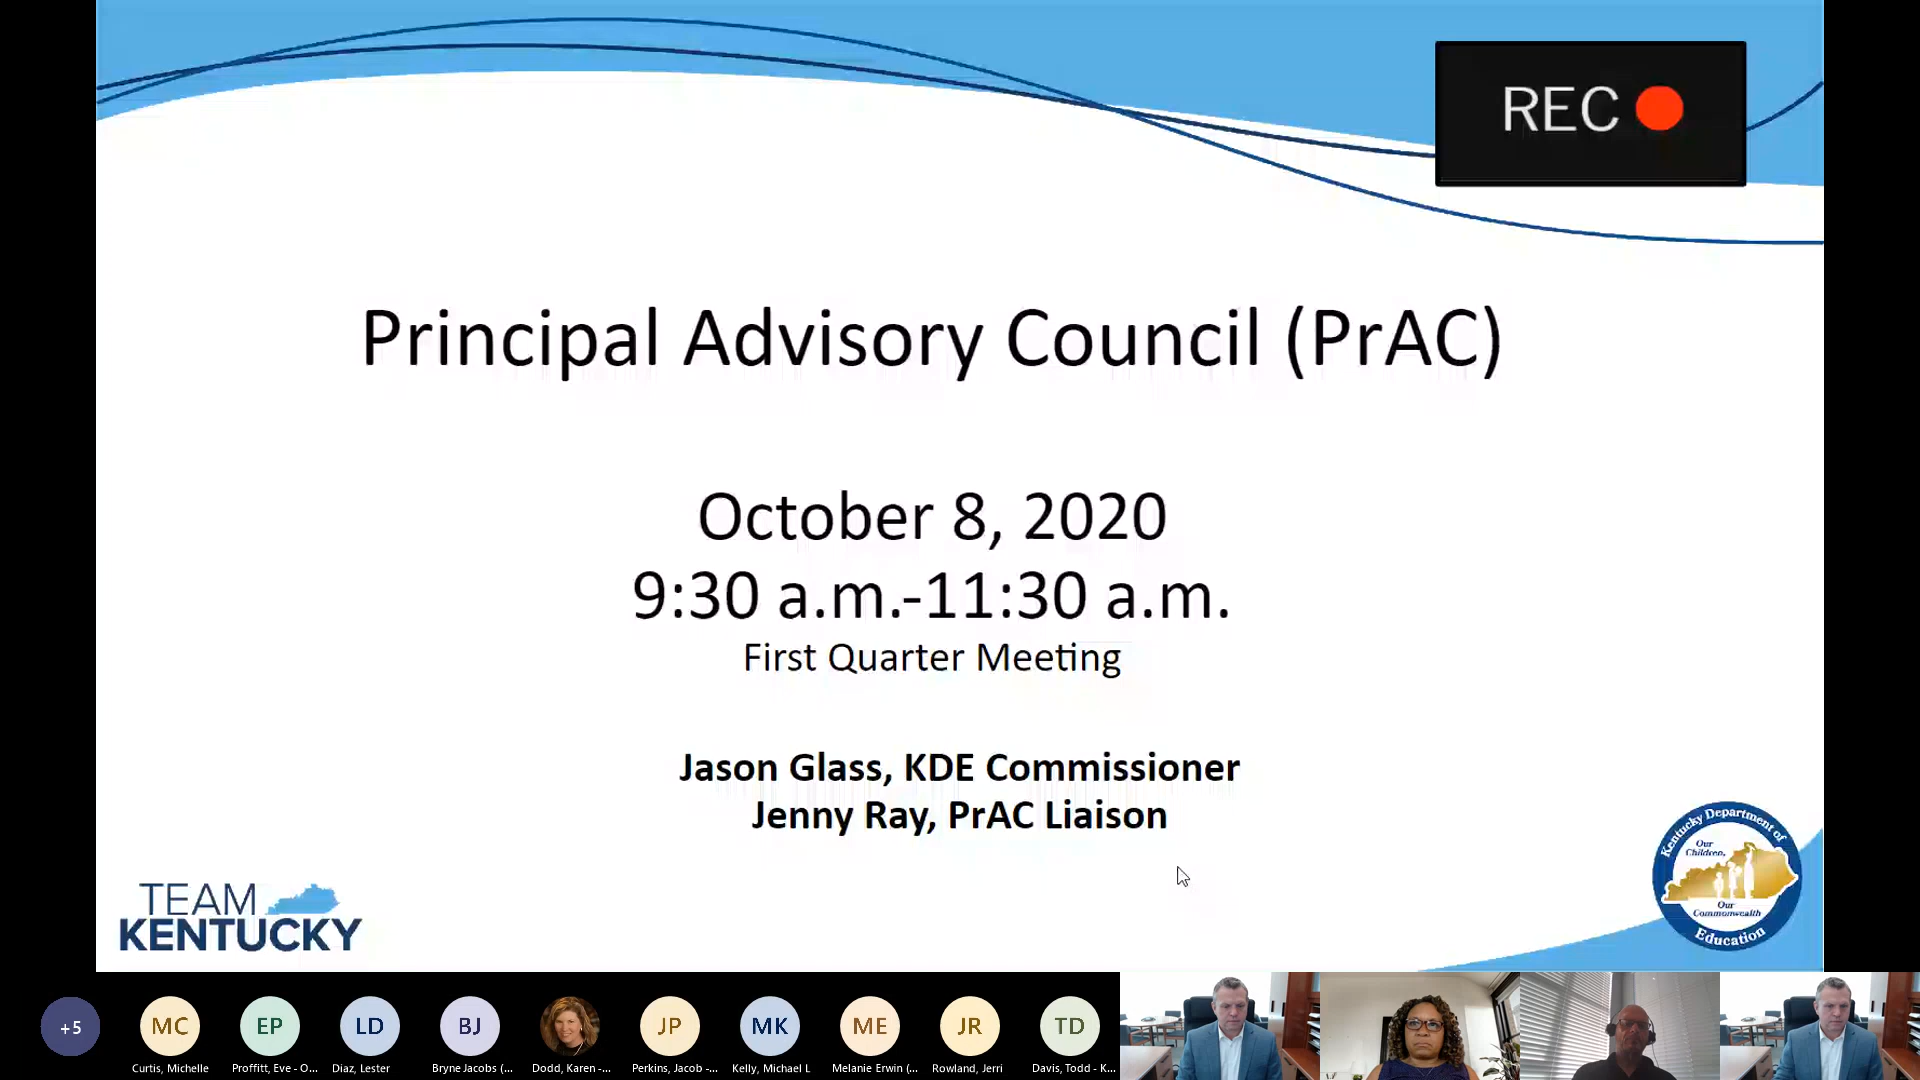 REC
Principal Advisory Council (PrAC)
October 8, 2020
9:30 a.m.-11:30 a.m.
First Quarter Meeting
Jason Glass, KDE Commissioner
Jenny Ray, PrAC Liaison
TEAM
KENTUCKY
Kentucky Department of
Our
Children,
Our
Commonwealth
Education
+5
MC
EP
LD
BJ
JP
MK
ME
JR
TD
Curtis, Michelle
Proffitt, Eve - O...
Diaz, Lester
Bryne Jacobs (...
Dodd, Karen -...
Perkins, Jacob -...
Kelly, Michael L
Melanie Erwin (...
Rowland, Jerri
Davis, Todd - K...